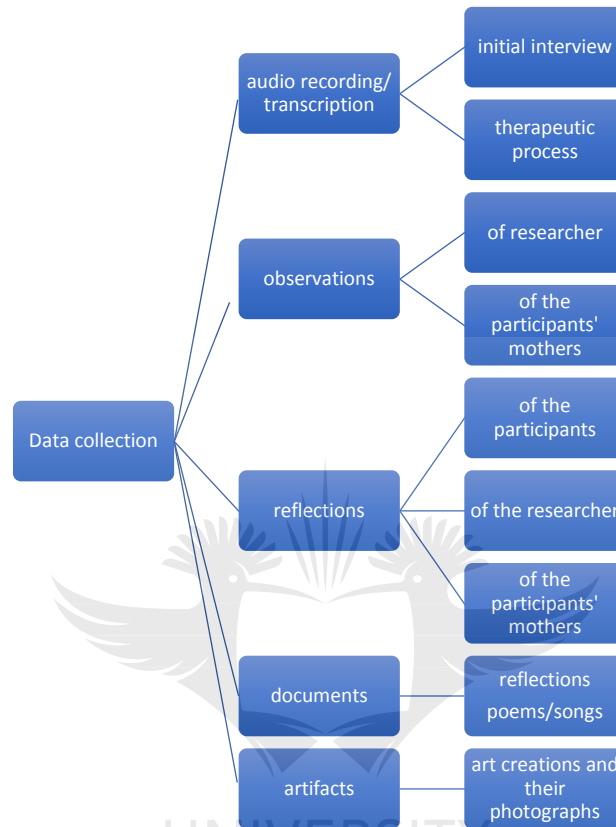 Data collection
audio recording/
transcription
initial interview
therapeutic
process
observations
of researcher
of the
participants'
mothers
reflections
of the
participants
of the researcher
of the
participants'
mothers
documents
reflections
poems/songs
artifacts
art creations and
their
photographs
UNIVERSITY